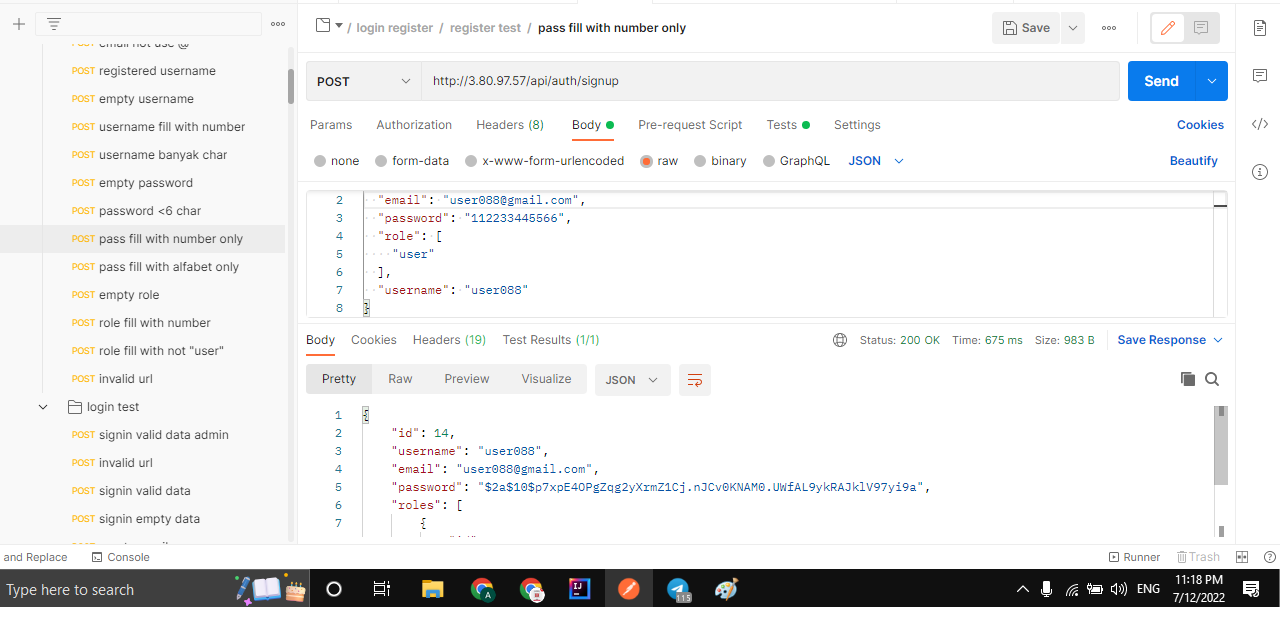 / login register / register test / pass fill with number only
Save
POST email not use @
POST registered username
POST empty username
POST username fill with number
POST username banyak char
POST empty password
POST password <6 char
POST pass fill with number only
POST pass fill with alfabet only
POST empty role
POST role fill with number
POST role fill with not "user"
POST invalid url
login test
POST signin valid data admin
POST invalid url
POST signin valid data
POST signin empty data
POST http://3.80.97.57/api/auth/signup Send
Params Authorization Headers (8) Body Pre-request Script Tests Settings Cookies
none form-data x-www-form-urlencoded raw binary GraphQL JSON Beautify
2 "email": "user088@gmail.com",
3 "password": "112233445566",
4 "role": [
5 "user"
6 ],
7 "username": "user088"
8 }
Body Cookies Headers (19) Test Results (1/1) Status: 200 OK Time: 675 ms Size: 983 B Save Response
Pretty Raw Preview Visualize JSON
1 {
2 "id": 14,
3 "username": "user088",
4 "email": "user088@gmail.com",
5 "password": "$2a$10$p7xpE4OPgZqg2yXrmZ1Cj.nJCv0KNAM0.UWfAL9ykRAJklV97yi9a",
6 "roles": [
7 {
and Replace Console Runner Trash
Type here to search
A
115
ENG
11:18 PM
7/12/2022